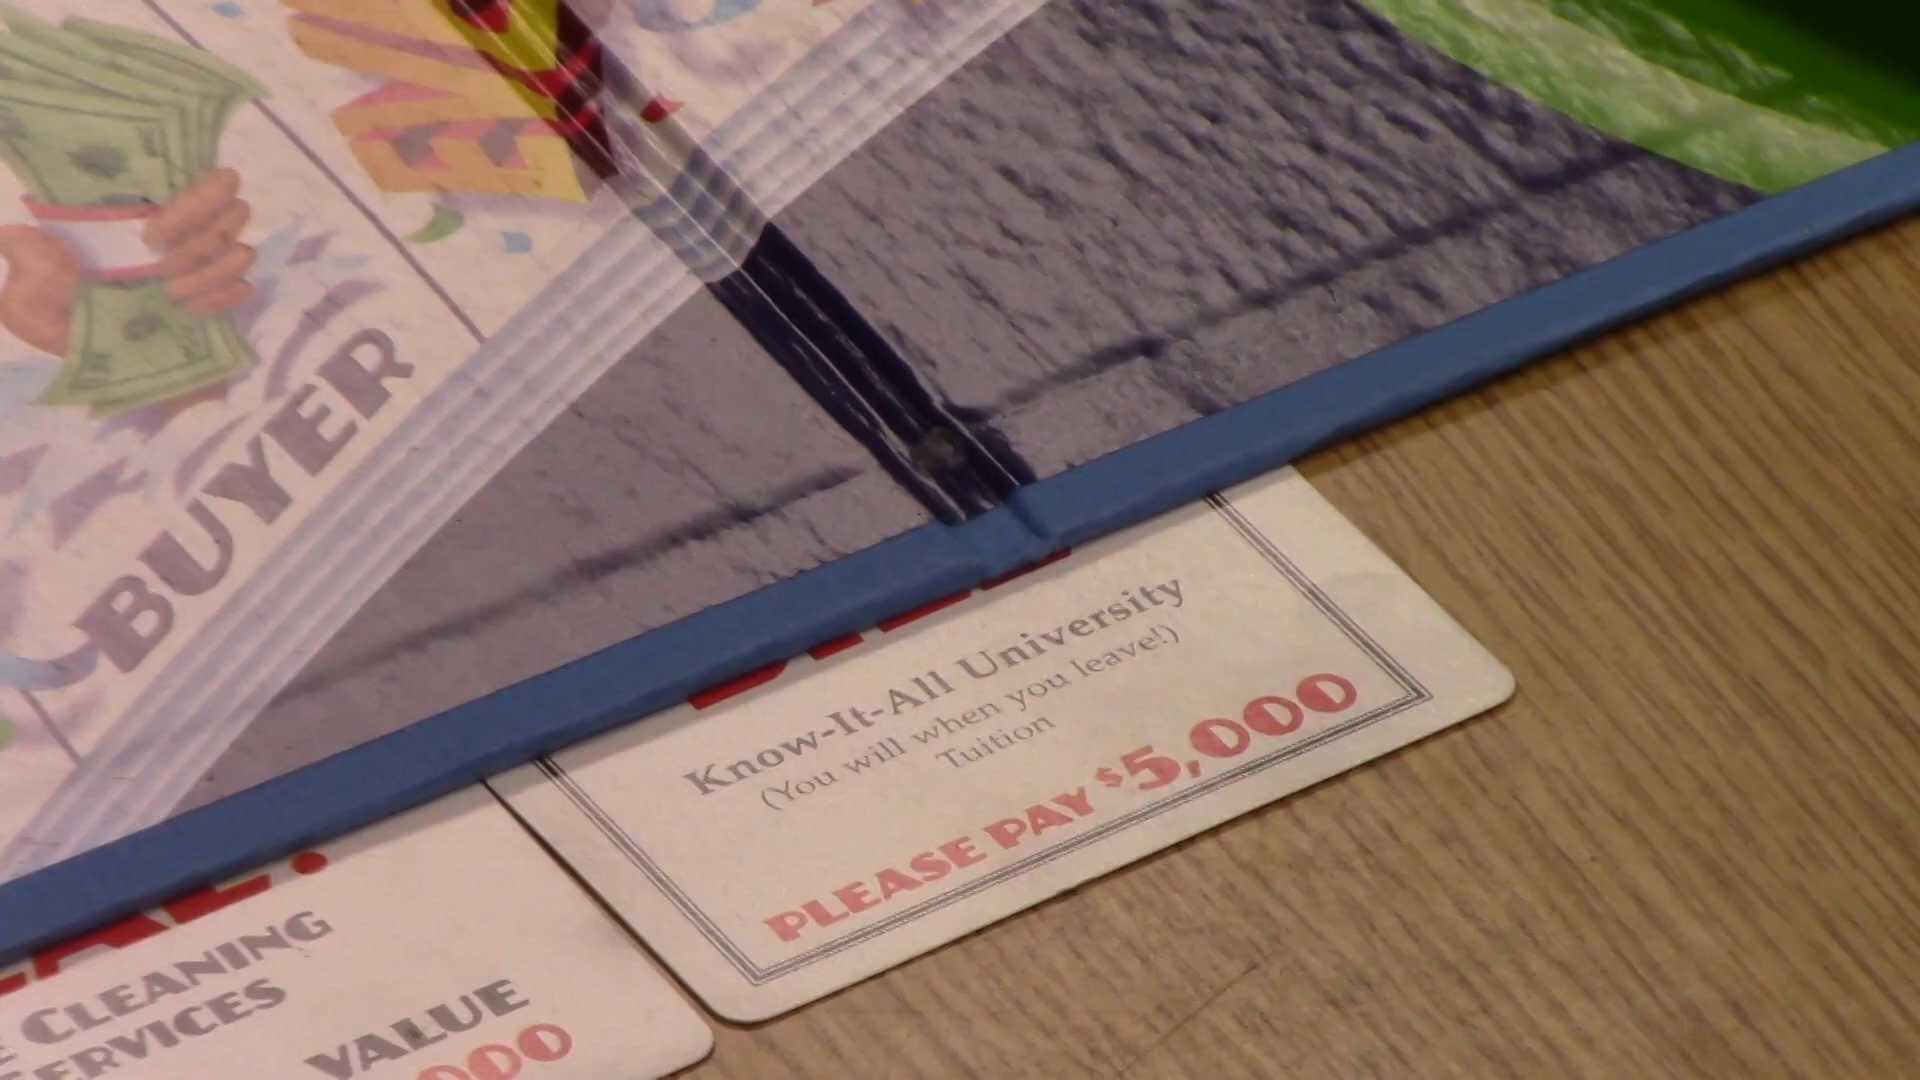 BUYER
Know-It-All University
(You will when you leave!)
Tuition
PLEASE PAY $5,000
CLEANING
SERVICES
VALUE